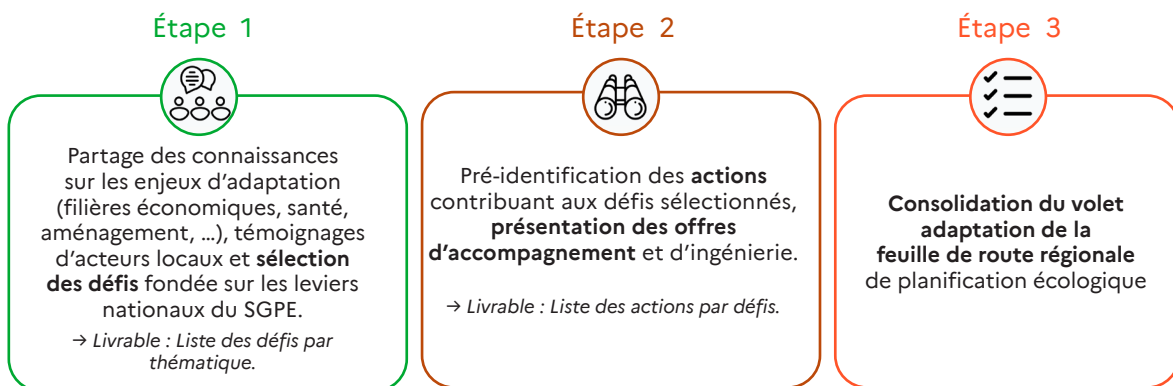 Étape 1
Partage des connaissances
sur les enjeux d'adaptation
(filières économiques, santé,
aménagement, ...), témoignages
d'acteurs locaux et sélection
des défis fondée sur les leviers
nationaux du SGPE.
→ Livrable : Liste des défis par
thématique.
Étape 2
Pré-identification des actions
contribuant aux défis sélectionnés,
présentation des offres
d'accompagnement et d'ingénierie.
→ Livrable : Liste des actions par défis.
Étape 3
Consolidation du volet
adaptation de la
feuille de route régionale
de planification écologique